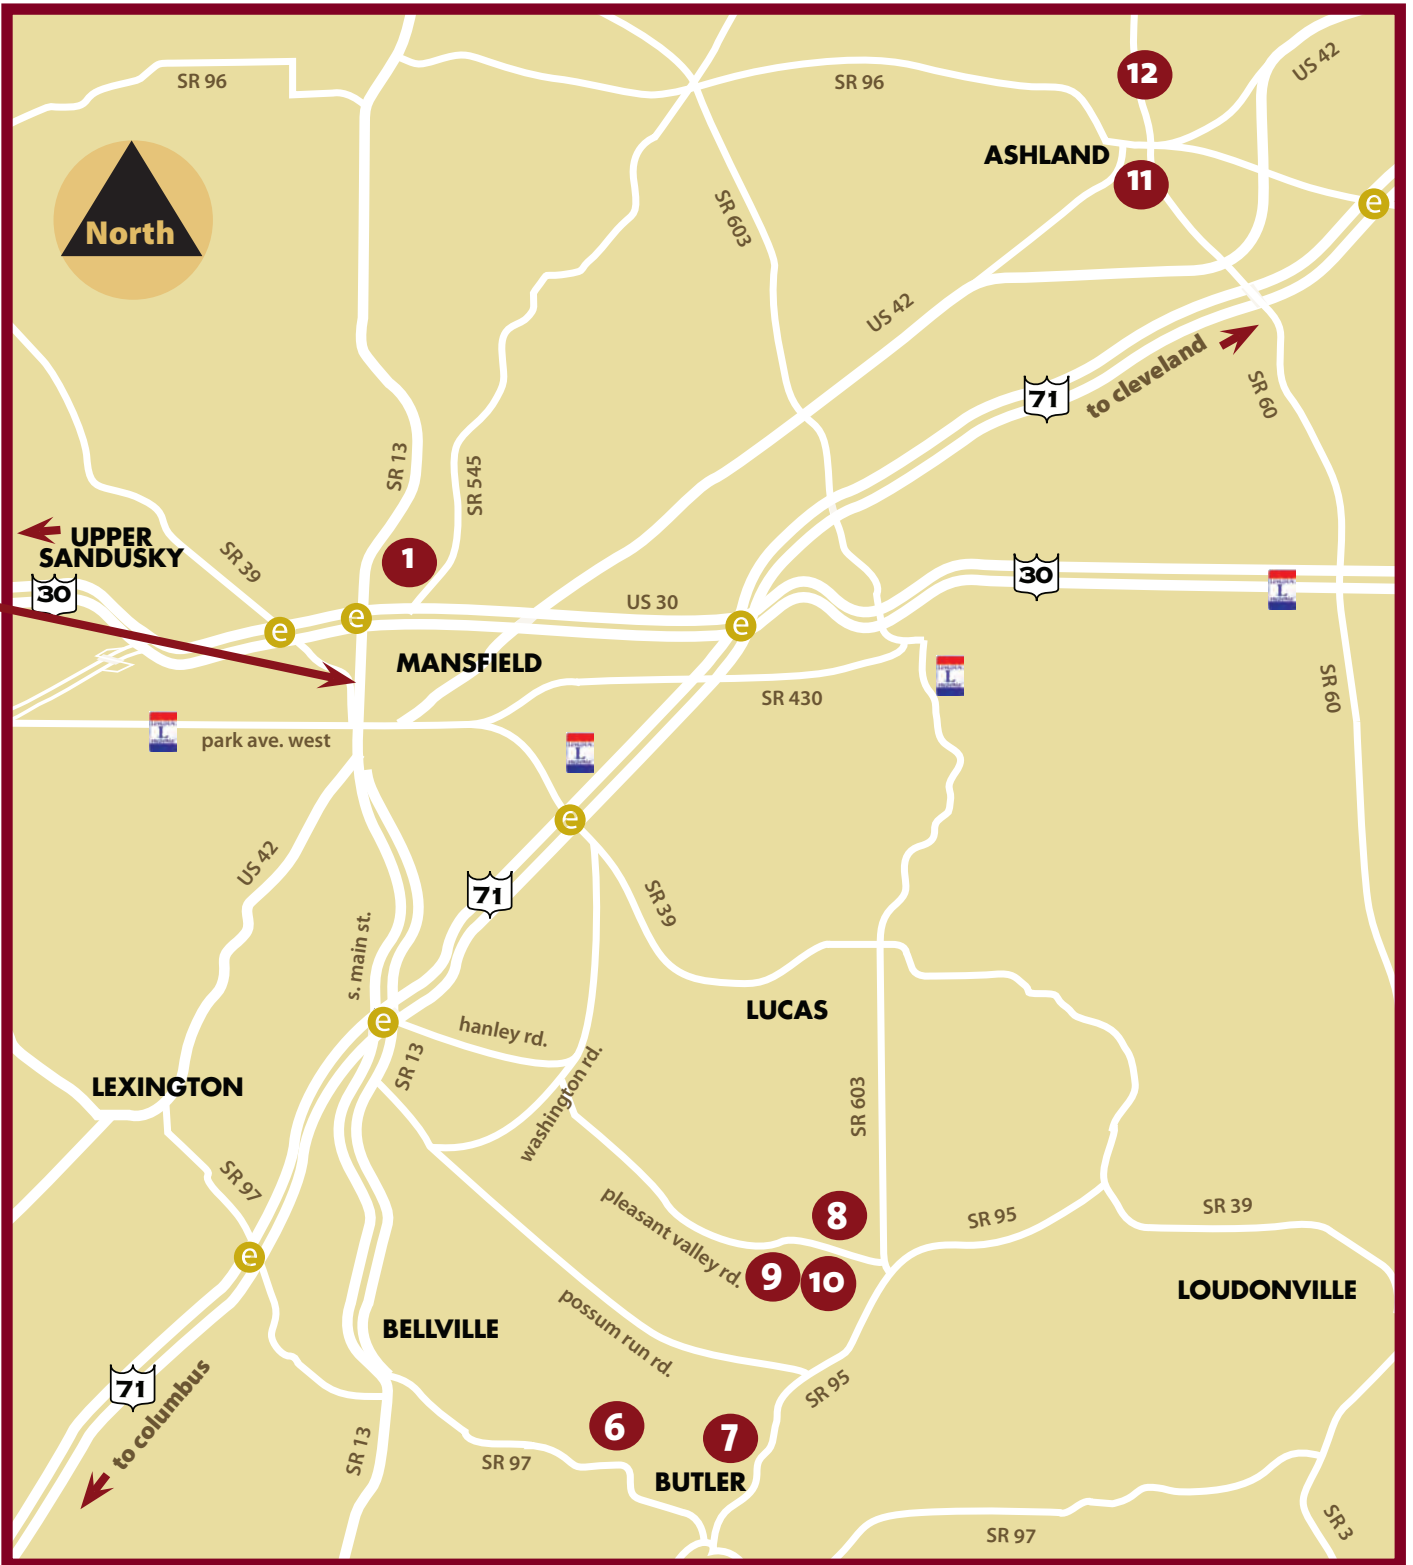 SR 96
SR 96
US 42
12
ASHLAND
11
e
North
SR 603
US 42
71
to cleveland
SR 60
SR 13
SR 545
UPPER
SANDUSKY
SR 39
1
30
30
US 30
e
e
e
MANSFIELD
L
L
SR 430
SR 60
L
park ave. west
L
e
US 42
71
SR 39
s. main st.
LUCAS
e
hanley rd.
SR 13
LEXINGTON
washington rd.
SR 603
SR 97
pleasant valley rd.
8
SR 95
SR 39
e
9
10
LOUDONVILLE
BELLVILLE
possum run rd.
71
to columbus
SR 95
6
7
SR 13
SR 97
BUTLER
SR 97
SR 3